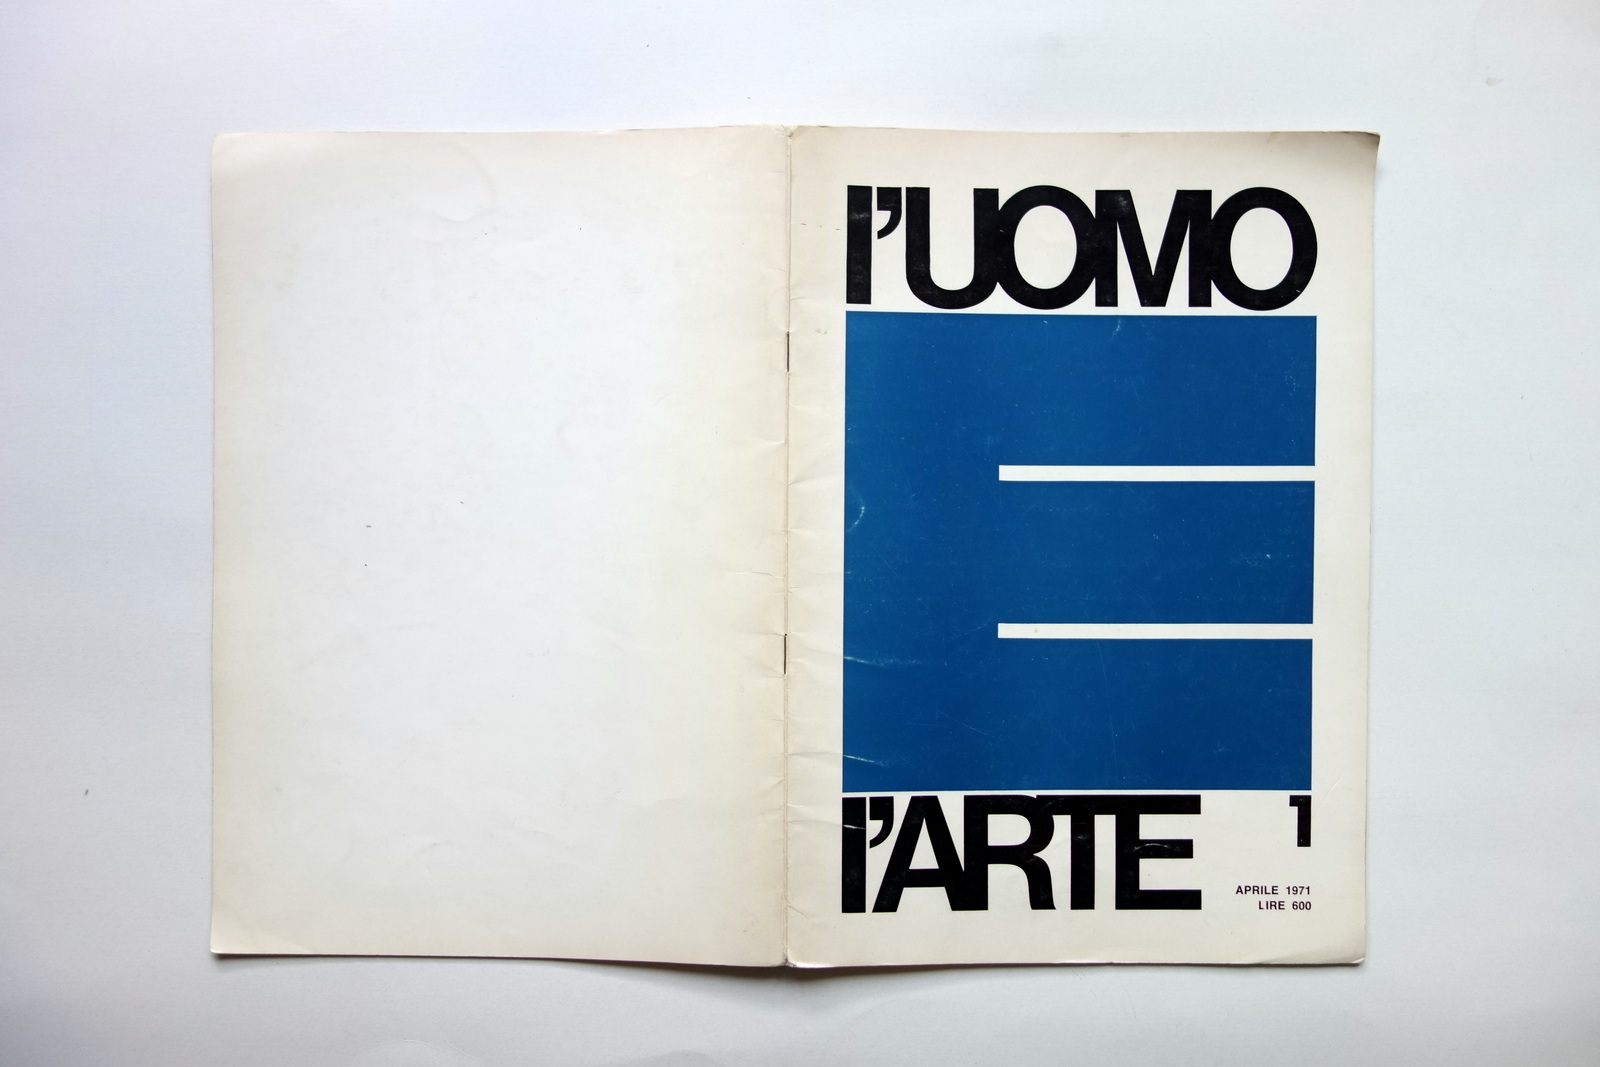 l'UOMO
E
l'ARTE 1
APRILE 1971
LIRE 600